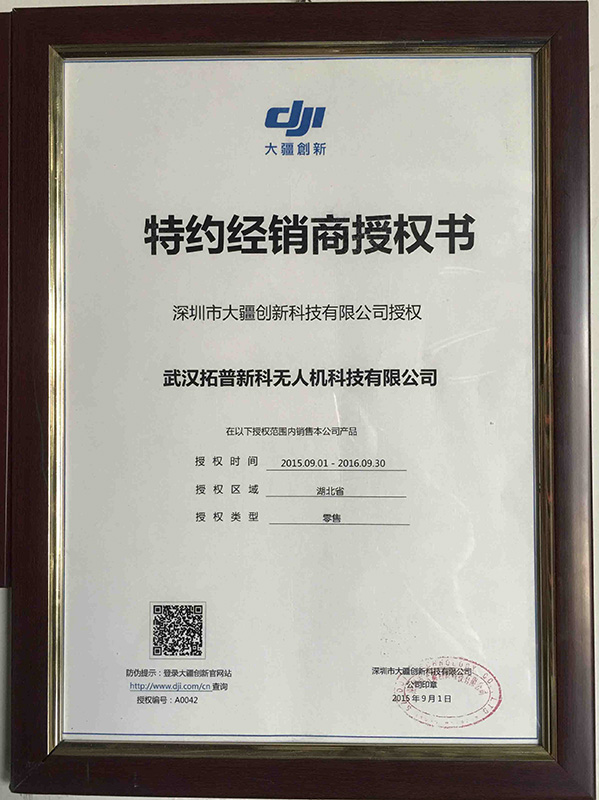 dji
大疆創新
特约经销商授权书
深圳市大疆创新科技有限公司授权
武汉拓普新科无人机科技有限公司
在以下授权范围内销售本公司产品
授 权 时 间 2015.09.01 - 2016.09.30
授 权 区 域 湖北省
授 权 类 型 零售
防伪提示：登录大疆创新官网站
http://www.dji.com/cn 查询
授权编号：A0042
深圳市大疆创新科技有限公司
公司印章
2015 年 9 月 1 日